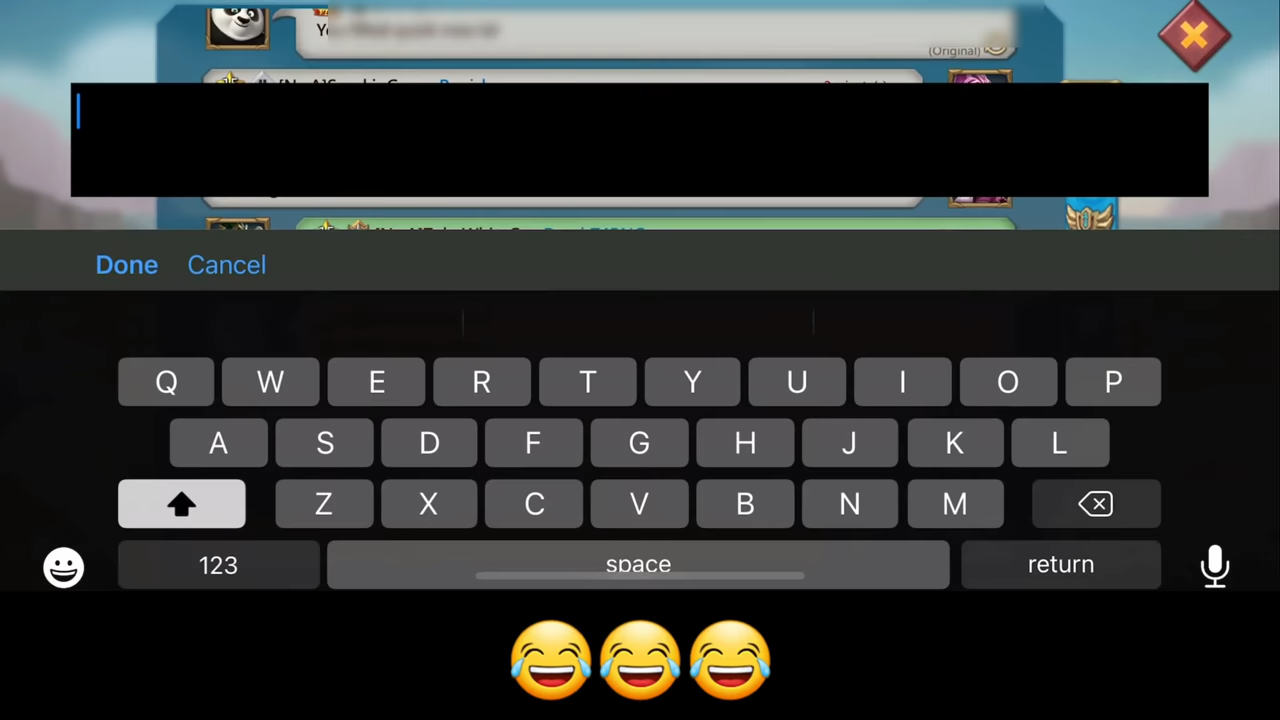 (Original)
Done Cancel
Q W E R T Y U I O P
A S D F G H J K L
Z X C V B N M
123 space return
😂😂😂